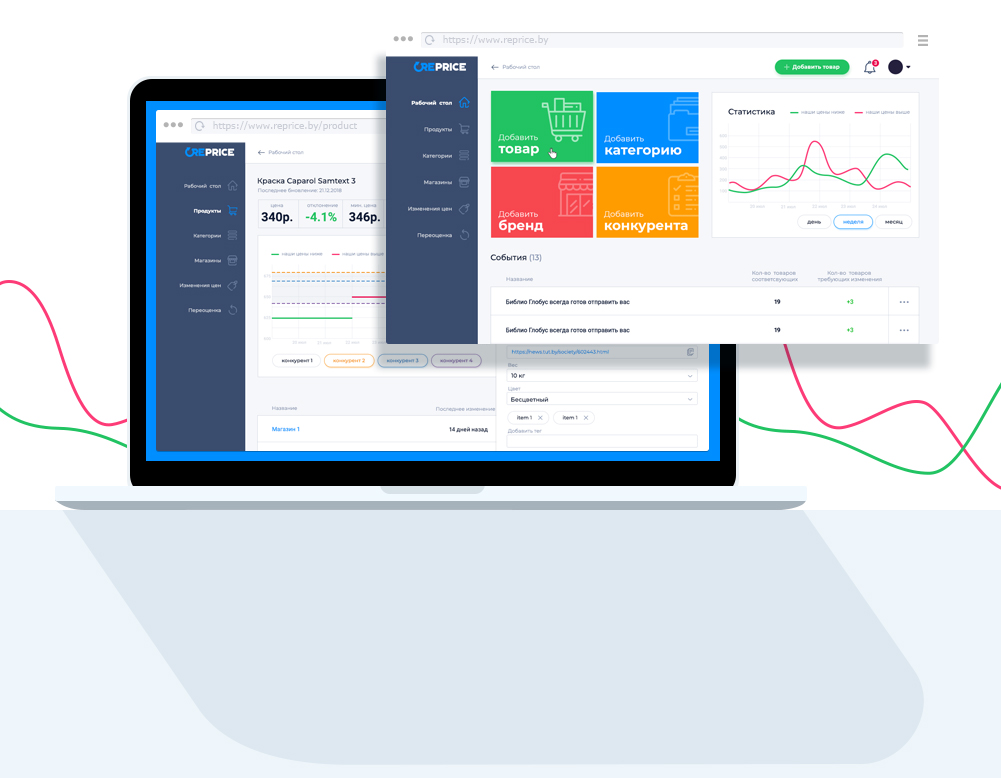 https://www.reprice.by
REPRICE
Рабочий стол
Добавить товар
Рабочий стол
Продукты
Категории
Магазины
Изменения цен
Переоценка
Добавить
товар
Добавить
категорию
Добавить
бренд
Добавить
конкурента
Статистика
наши цены ниже
наши цены выше
день
неделя
месяц
События (13)
Название
Кол-во товаров
соответсвующих
Кол-во товаров
требующих изменения
Библио Глобус всегда готов отправить вас
19
+3
Библио Глобус всегда готов отправить вас
19
+3
https://www.reprice.by/product
REPRICE
Рабочий стол
Рабочий стол
Продукты
Категории
Магазины
Изменения цен
Переоценка
Краска Caparol Samtext 3
Последнее бновление: 21.12.2018
цена
340р.
отклонение
-4.1%
мин. цена
346р.
наши цены ниже
наши цены выше
конкурент 1
конкурент 2
конкурент 3
конкурент 4
Название
Последнее изменение
Магазин 1
14 дней назад
https://news.tut.by/society/602443.html
Вес
10 кг
Цвет
Бесцветный
item 1
item 1
Добавить тег